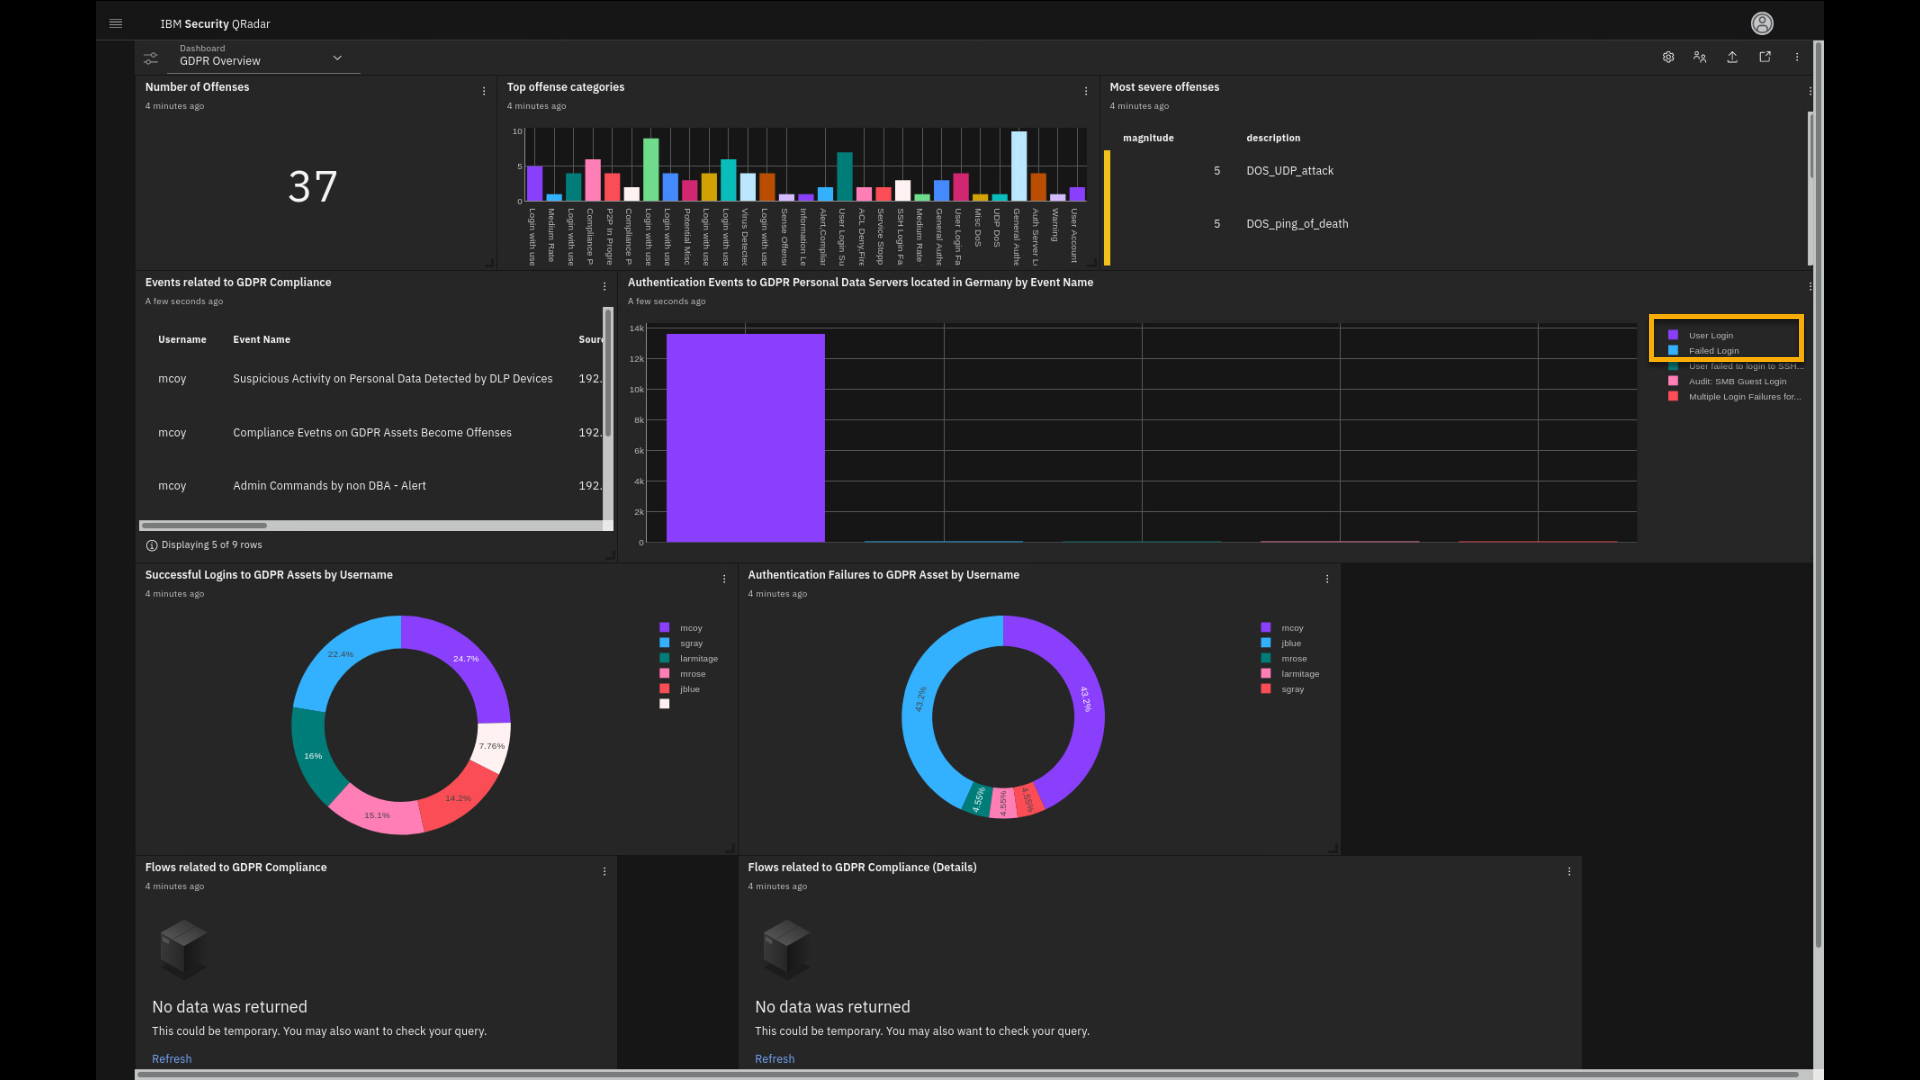 IBM Security QRadar
Dashboard
GDPR Overview
Number of Offenses
4 minutes ago
37
Top offense categories
4 minutes ago
10
5
0
Login with use
Medium Rate
Login with use
Compliance P
P2P In Progre
Compliance P
Login with use
Login with use
Potential Misc
Login with use
Login with use
Virus Detected
Login with use
Sense Offens
Information Le
Alert,Complian
User Login Su
ACL Deny,Fire
Service Stopp
SSH Login Fa
Medium Rate
General Authe
User Login Fa
Misc DoS
UDP DoS
General Authe
Auth Server L
Warning
User Account
Most severe offenses
4 minutes ago
magnitude description
5 DOS_UDP_attack
5 DOS_ping_of_death
Events related to GDPR Compliance
A few seconds ago
Username Event Name Sour
mcoy Suspicious Activity on Personal Data Detected by DLP Devices 192.
mcoy Compliance Evetns on GDPR Assets Become Offenses 192.
mcoy Admin Commands by non DBA - Alert 192.
Displaying 5 of 9 rows
Authentication Events to GDPR Personal Data Servers located in Germany by Event Name
A few seconds ago
14k
12k
10k
8k
6k
4k
2k
0
User Login
Failed Login
User failed to login to SSH...
Audit: SMB Guest Login
Multiple Login Failures for...
Successful Logins to GDPR Assets by Username
4 minutes ago
22.4%
24.7%
7.76%
16%
14.2%
15.1%
mcoy
sgray
larmitage
mrose
jblue
Authentication Failures to GDPR Asset by Username
4 minutes ago
43.2%
43.2%
4.55%
4.55%
4.55%
mcoy
jblue
mrose
larmitage
sgray
Flows related to GDPR Compliance
4 minutes ago
No data was returned
This could be temporary. You may also want to check your query.
Refresh
Flows related to GDPR Compliance (Details)
4 minutes ago
No data was returned
This could be temporary. You may also want to check your query.
Refresh